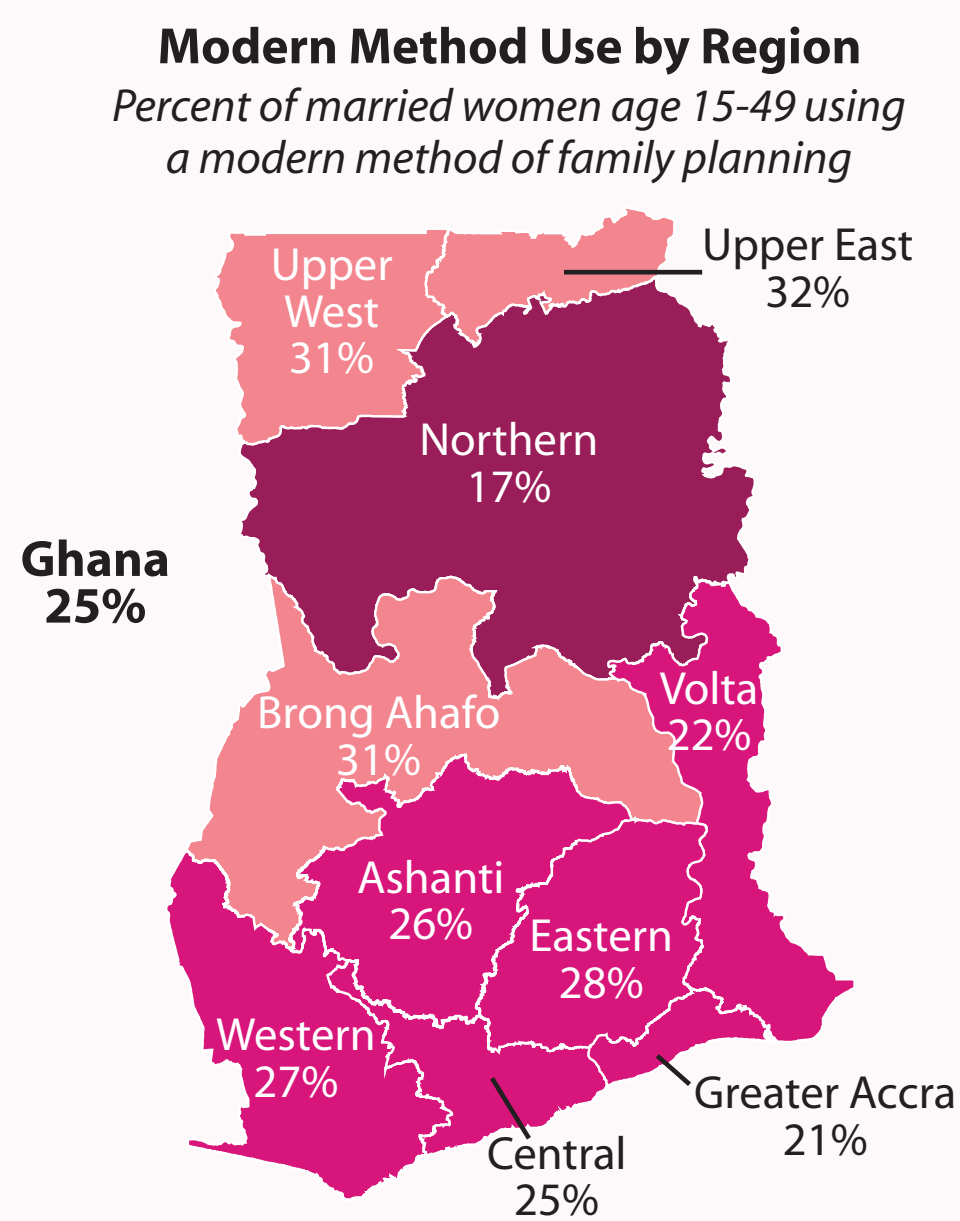 Modern Method Use by Region
Percent of married women age 15-49 using
a modern method of family planning
Upper
West
31%
Upper East
32%
Northern
17%
Ghana
25%
Brong Ahafo
31%
Volta
22%
Ashanti
26%
Eastern
28%
Western
27%
Greater Accra
21%
Central
25%